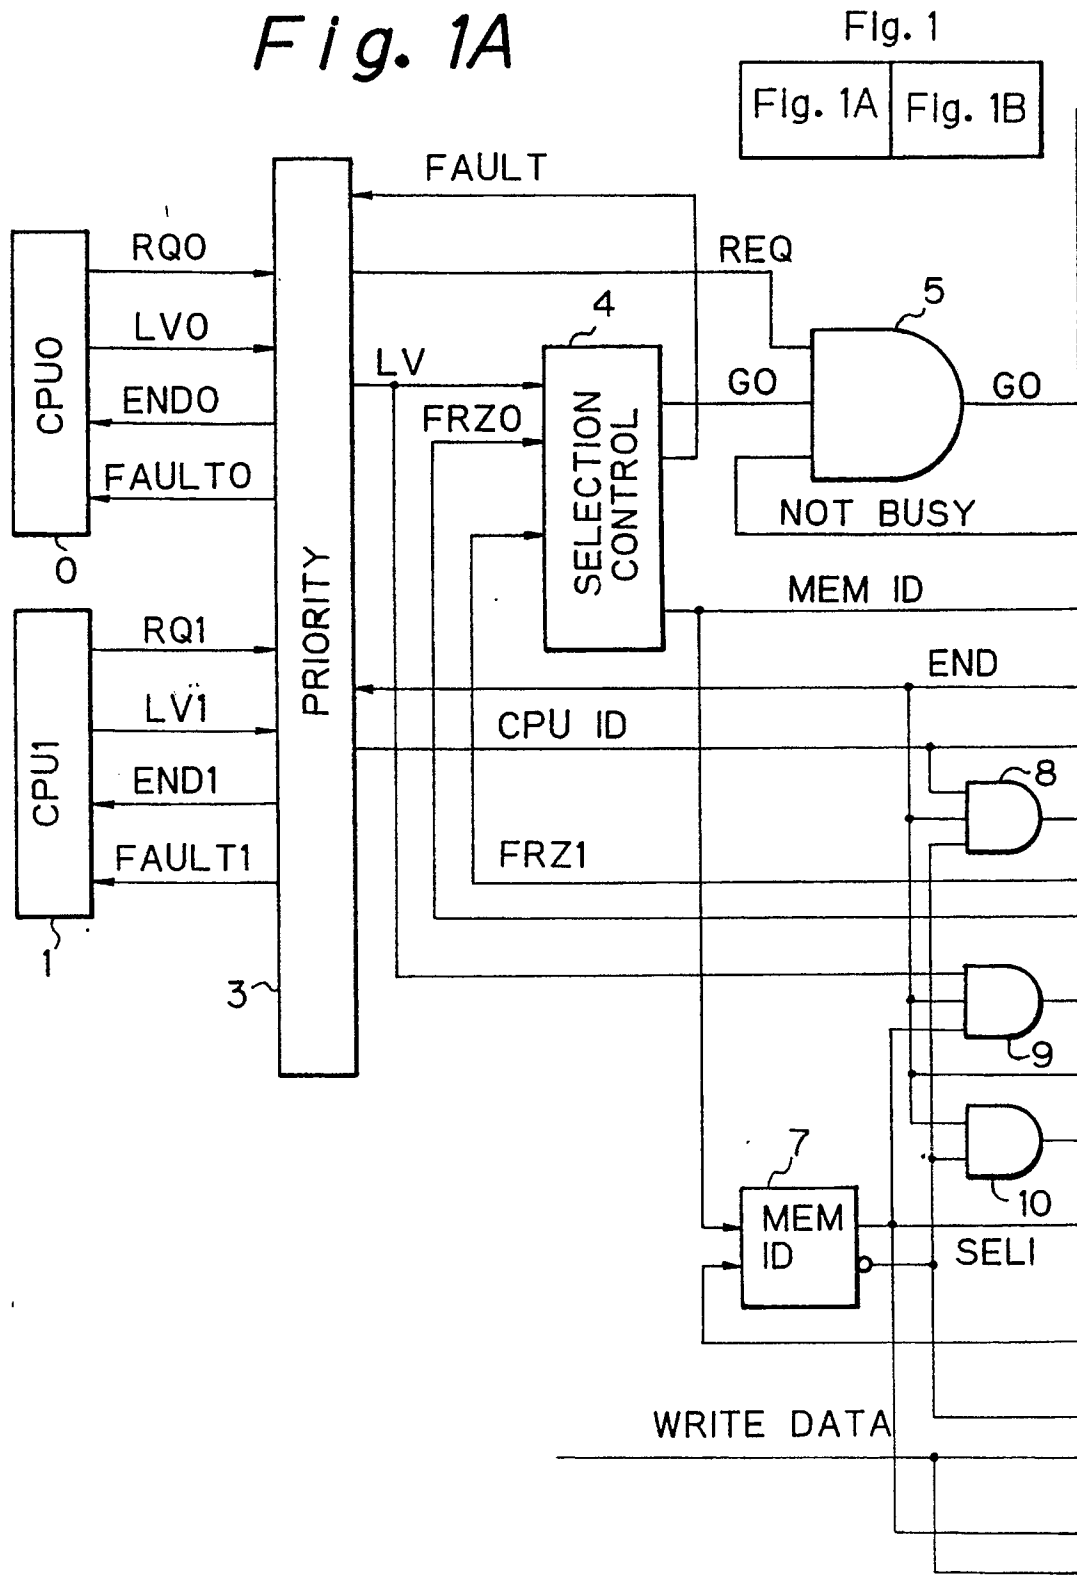 Fig. 1A
Fig. 1
Fig. 1A
Fig. 1B
FAULT
RQ0
REQ
LV0
4
5
LV
GO
GO
CPU0
END0
FRZ0
SELECTION
CONTROL
FAULT0
NOT BUSY
0
PRIORITY
MEM ID
RQ1
END
LV1
CPU ID
CPU1
END1
8
FAULT1
FRZ1
1
3
9
7
10
MEM
ID
SEL1
WRITE DATA